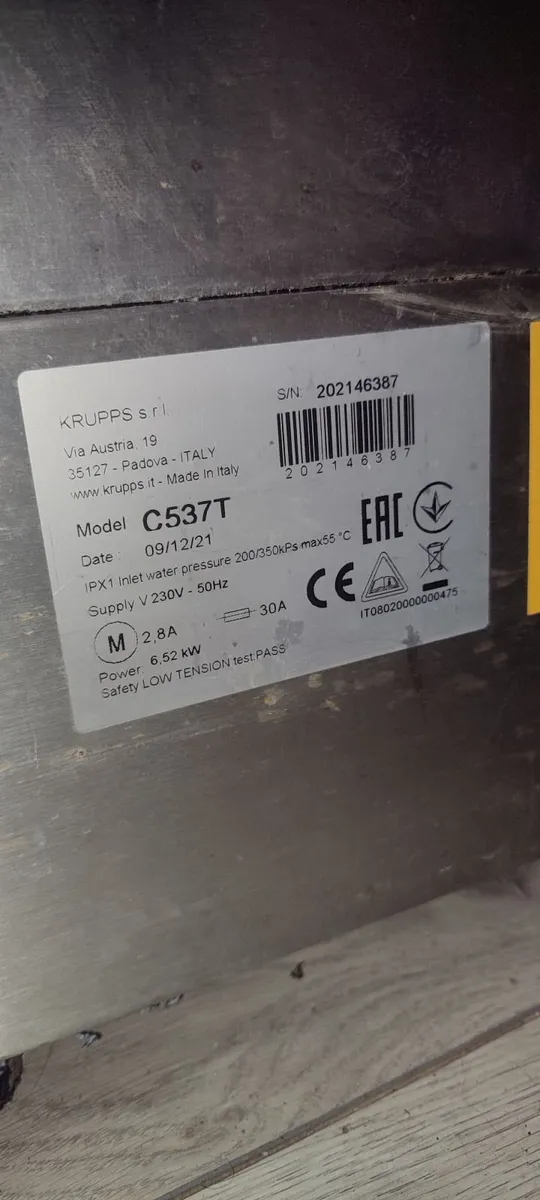 KRUPPS s.r.l.
Via Austria, 19
35127 - Padova - ITALY
www.krupps.it - Made In Italy
S/N: 202146387
202146387
Model C537T
Date : 09/12/21
IPX1 Inlet water pressure 200/350kPs max55 °C
Supply V 230V - 50Hz
M 2,8A
30A
Power: 6,52 kW
Safety LOW TENSION test:PASS
EAC
CE
IT08020000000475